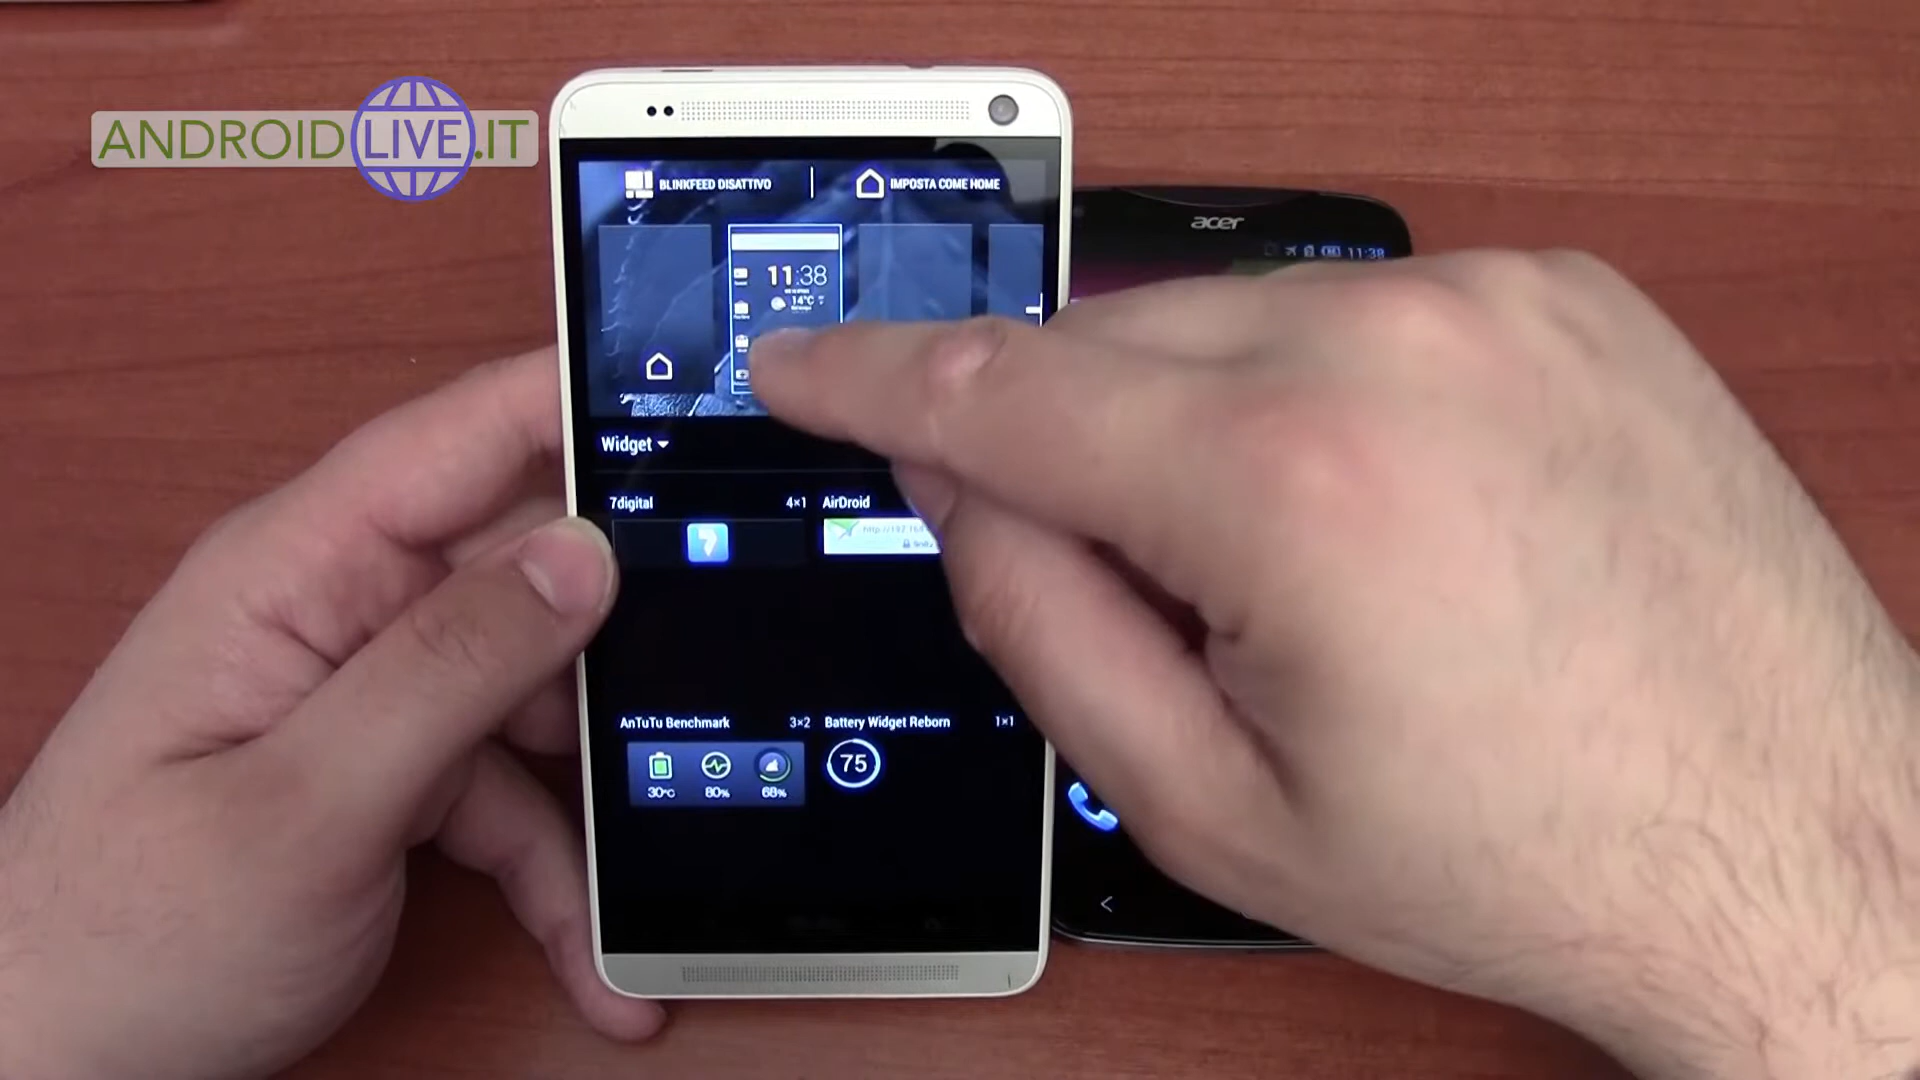 ANDROIDLIVE.IT
BLINKFEED DISATTIVO
IMPOSTA COME HOME
acer
11:38
11:38
14°C
Widget
7digital 4×1
AirDroid
7
AnTuTu Benchmark 3×2
Battery Widget Reborn 1×1
30°C 80% 68%
75